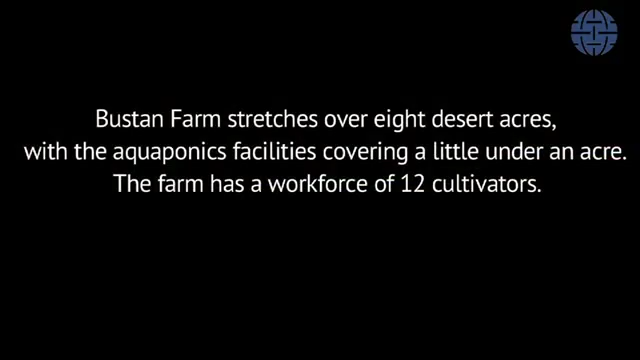 Bustan Farm stretches over eight desert acres,
with the aquaponics facilities covering a little under an acre.
The farm has a workforce of 12 cultivators.